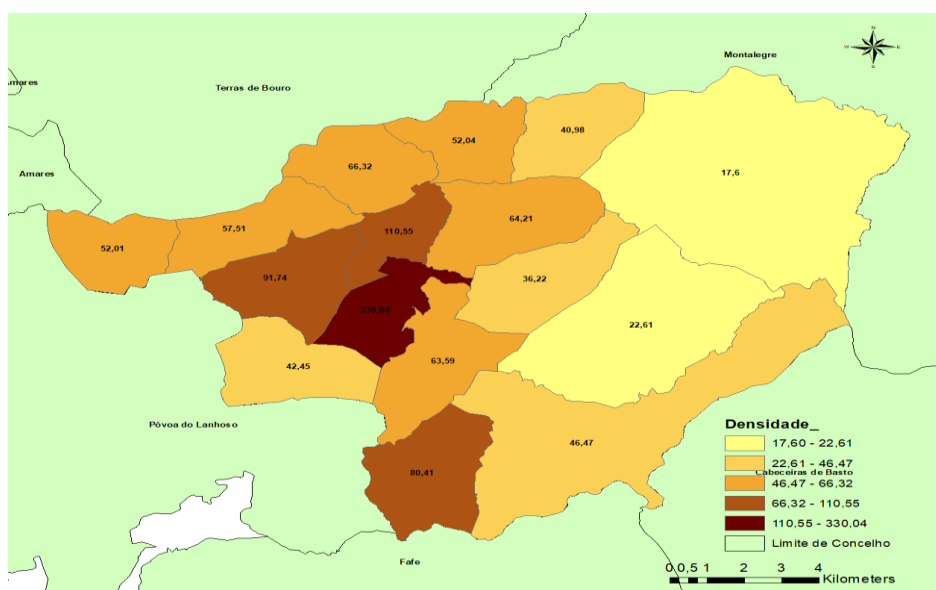 N
W
E
S
Montalegre
Amares
Terras de Bouro
52,04
40,98
66,32
17,6
Amares
64,21
57,51
110,55
52,01
91,74
36,22
22,61
63,59
42,45
Póvoa do Lanhoso
46,47
80,41
Fafe
Densidade_
17,60 - 22,61
22,61 - 46,47
Cabeceiras de Basto
46,47 - 66,32
66,32 - 110,55
110,55 - 330,04
Limite de Concelho
0 0,5 1 2 3 4
Kilometers